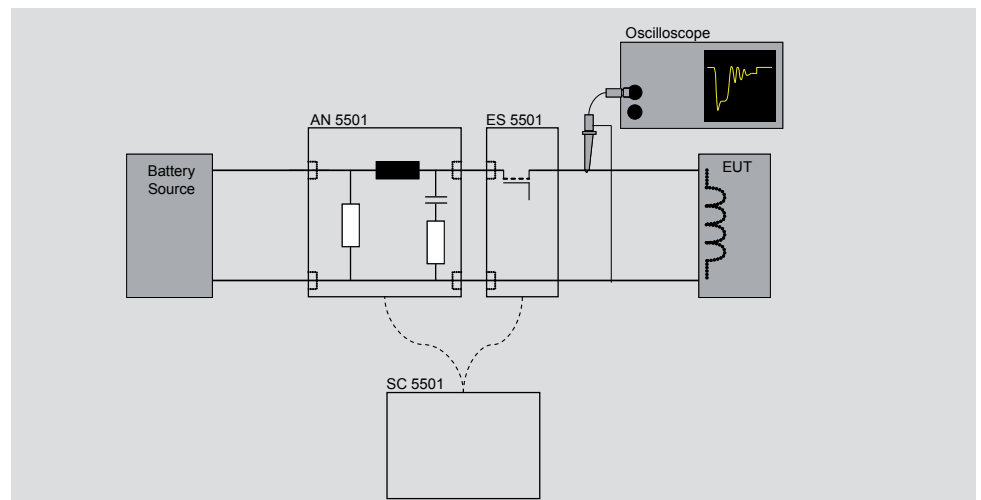 Oscilloscope
AN 5501
ES 5501
Battery
Source
EUT
SC 5501